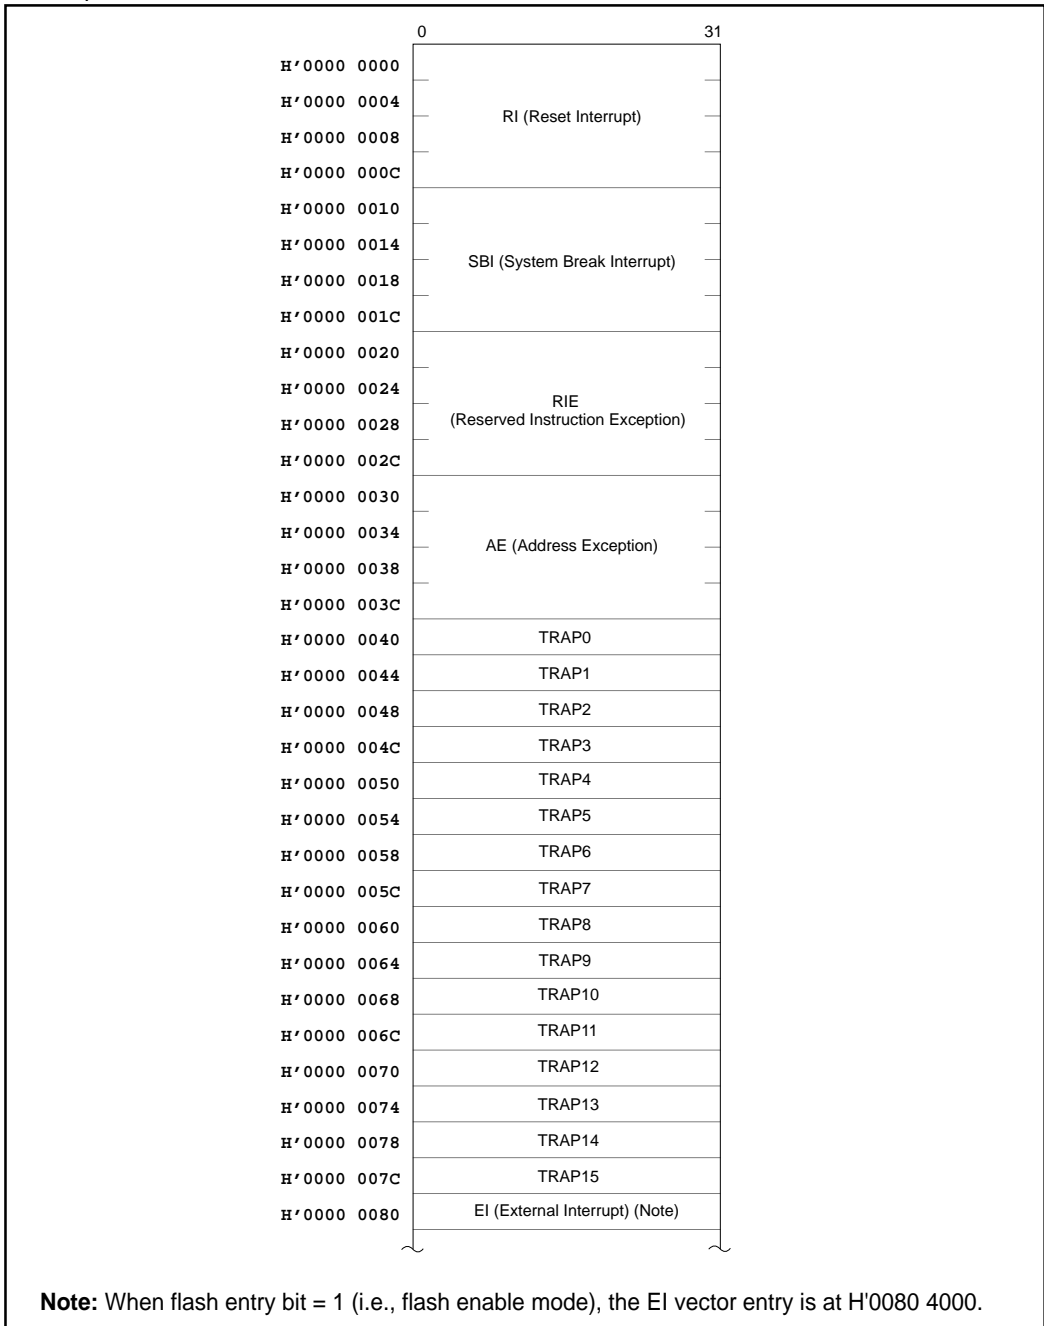 0 31
H'0000 0000
H'0000 0004
RI (Reset Interrupt)
H'0000 0008
H'0000 000C
H'0000 0010
H'0000 0014
SBI (System Break Interrupt)
H'0000 0018
H'0000 001C
H'0000 0020
H'0000 0024
RIE
(Reserved Instruction Exception)
H'0000 0028
H'0000 002C
H'0000 0030
H'0000 0034
AE (Address Exception)
H'0000 0038
H'0000 003C
H'0000 0040 TRAP0
H'0000 0044 TRAP1
H'0000 0048 TRAP2
H'0000 004C TRAP3
H'0000 0050 TRAP4
H'0000 0054 TRAP5
H'0000 0058 TRAP6
H'0000 005C TRAP7
H'0000 0060 TRAP8
H'0000 0064 TRAP9
H'0000 0068 TRAP10
H'0000 006C TRAP11
H'0000 0070 TRAP12
H'0000 0074 TRAP13
H'0000 0078 TRAP14
H'0000 007C TRAP15
H'0000 0080 EI (External Interrupt) (Note)
Note: When flash entry bit = 1 (i.e., flash enable mode), the EI vector entry is at H'0080 4000.